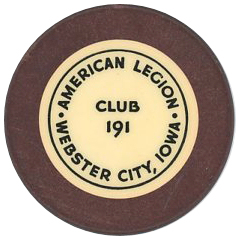 • AMERICAN LEGION •
CLUB
191
WEBSTER CITY, IOWA